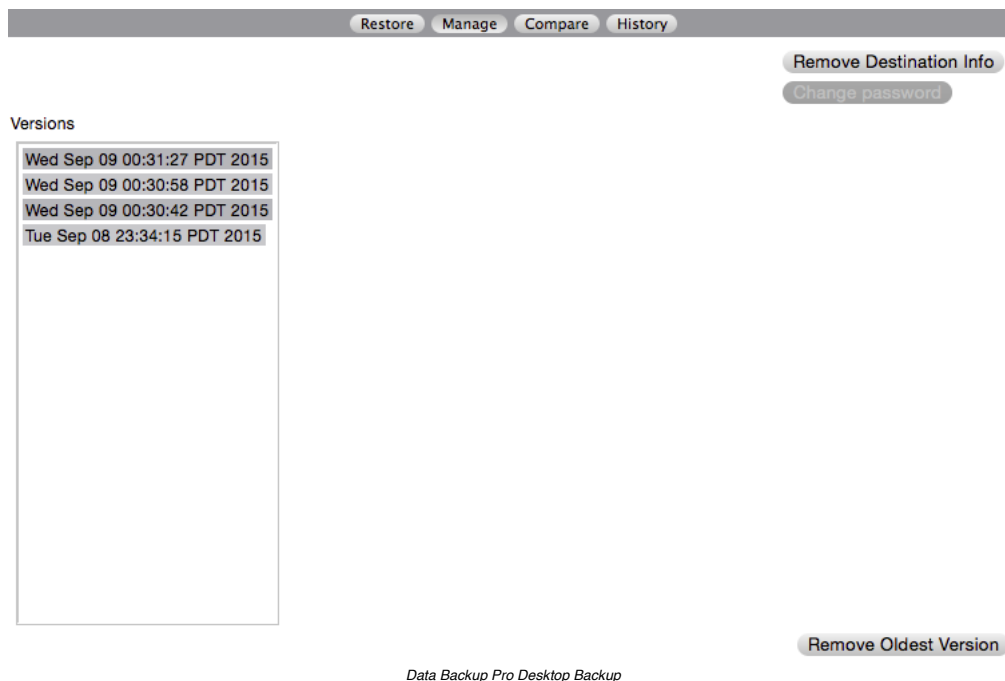 Restore Manage Compare History
Remove Destination Info
Change password
Versions
Wed Sep 09 00:31:27 PDT 2015
Wed Sep 09 00:30:58 PDT 2015
Wed Sep 09 00:30:42 PDT 2015
Tue Sep 08 23:34:15 PDT 2015
Remove Oldest Version
Data Backup Pro Desktop Backup